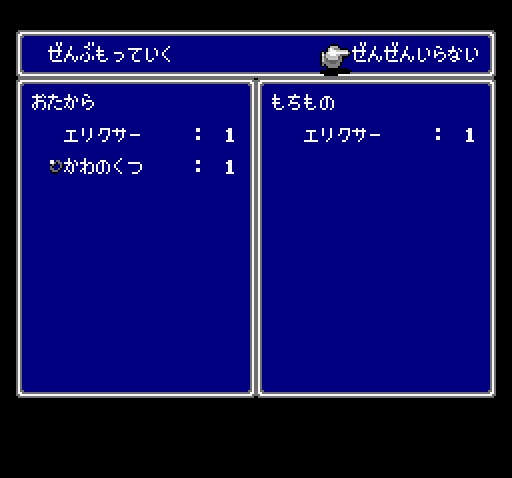 ぜんぶもっていく ぜんぜんいらない
おたから
エリクサー : 1
かわのくつ : 1
もちもの
エリクサー : 1